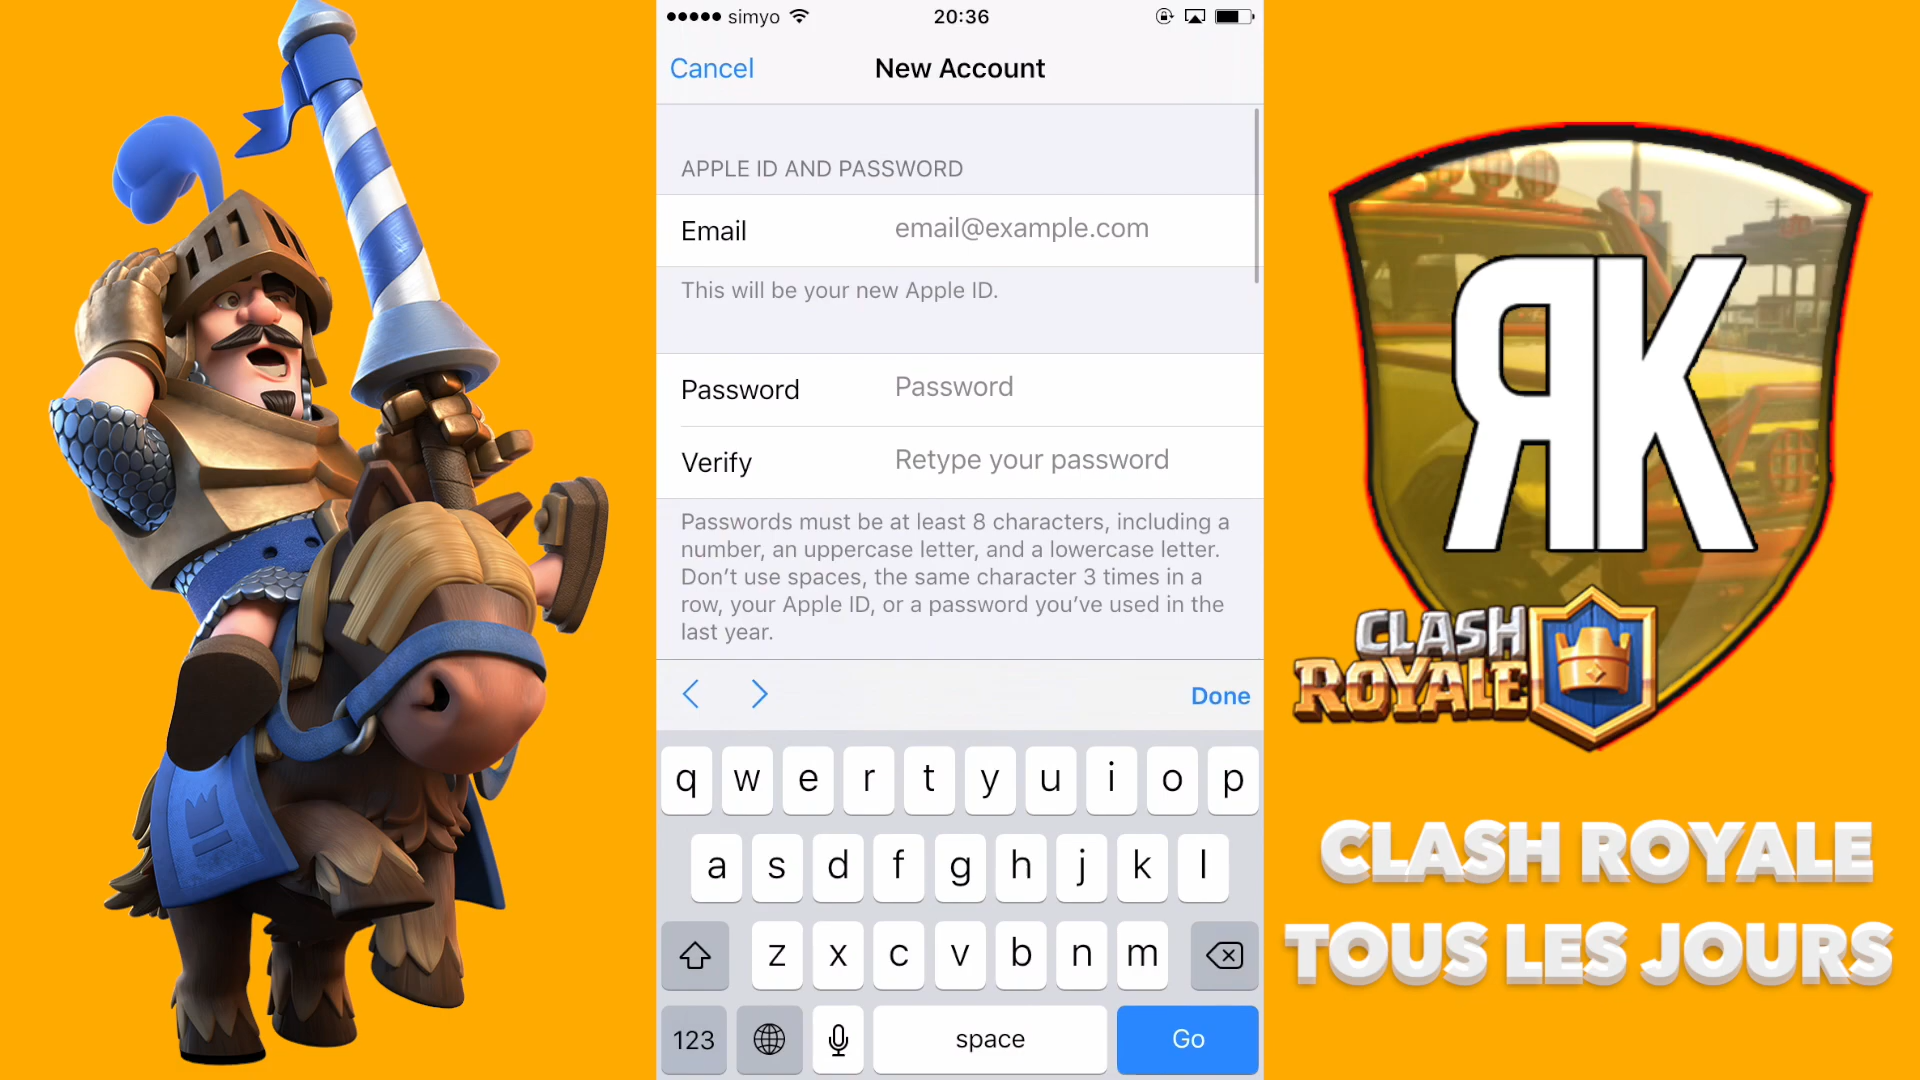 simyo
20:36
Cancel
New Account
APPLE ID AND PASSWORD
Email
email@example.com
This will be your new Apple ID.
Password
Password
Verify
Retype your password
Passwords must be at least 8 characters, including a
number, an uppercase letter, and a lowercase letter.
Don't use spaces, the same character 3 times in a
row, your Apple ID, or a password you've used in the
last year.
Done
q w e r t y u i o p
a s d f g h j k l
z x c v b n m
123
space
Go
RK
CLASH
ROYALE
CLASH ROYALE
TOUS LES JOURS